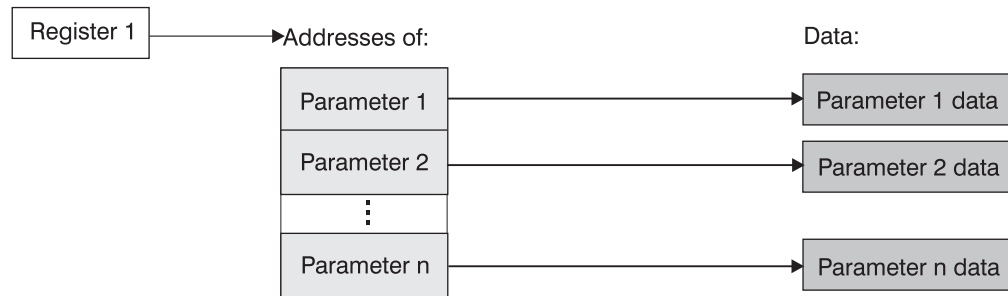 Register 1
Addresses of:
Data:
Parameter 1
Parameter 1 data
Parameter 2
Parameter 2 data
Parameter n
Parameter n data